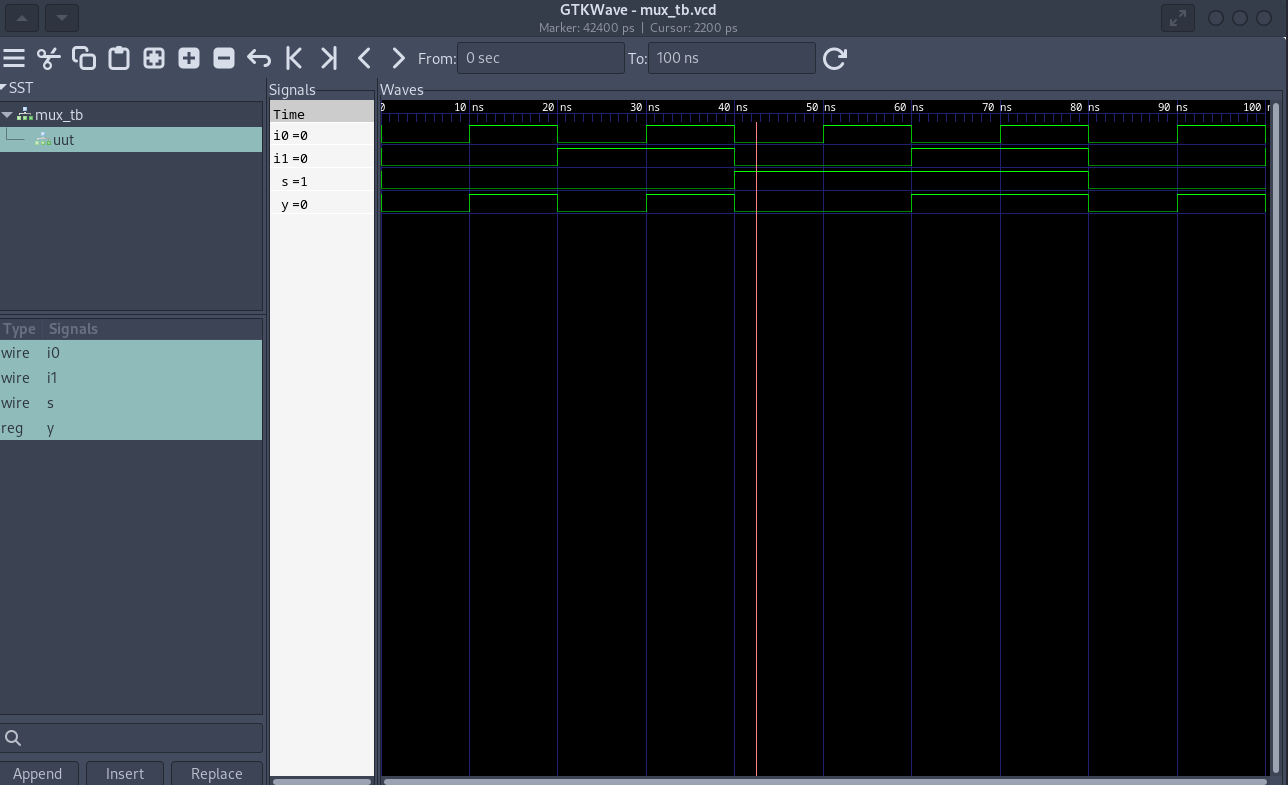 GTKWave - mux_tb.vcd
Marker: 42400 ps | Cursor: 2200 ps
From: 0 sec To: 100 ns
SST
mux_tb
uut
Type Signals
wire i0
wire i1
wire s
reg y
Append Insert Replace
Signals
Time
i0 =0
i1 =0
s =1
y =0
Waves
0 10 ns 20 ns 30 ns 40 ns 50 ns 60 ns 70 ns 80 ns 90 ns 100 n